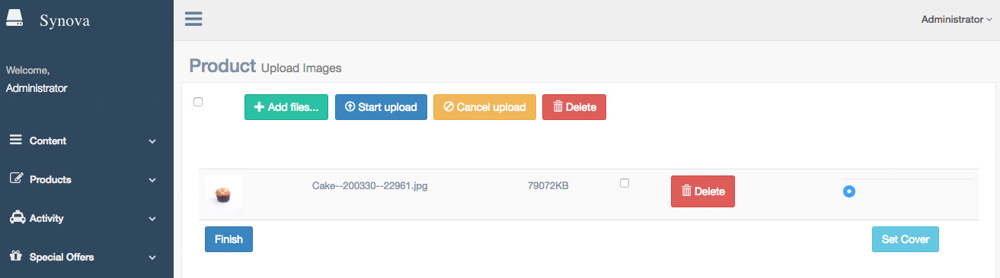 Synova
Administrator
Welcome,
Administrator
Product Upload Images
Add files... Start upload Cancel upload Delete
Content
Products
Cake--200330--22961.jpg 79072KB Delete
Activity
Finish Set Cover
Special Offers